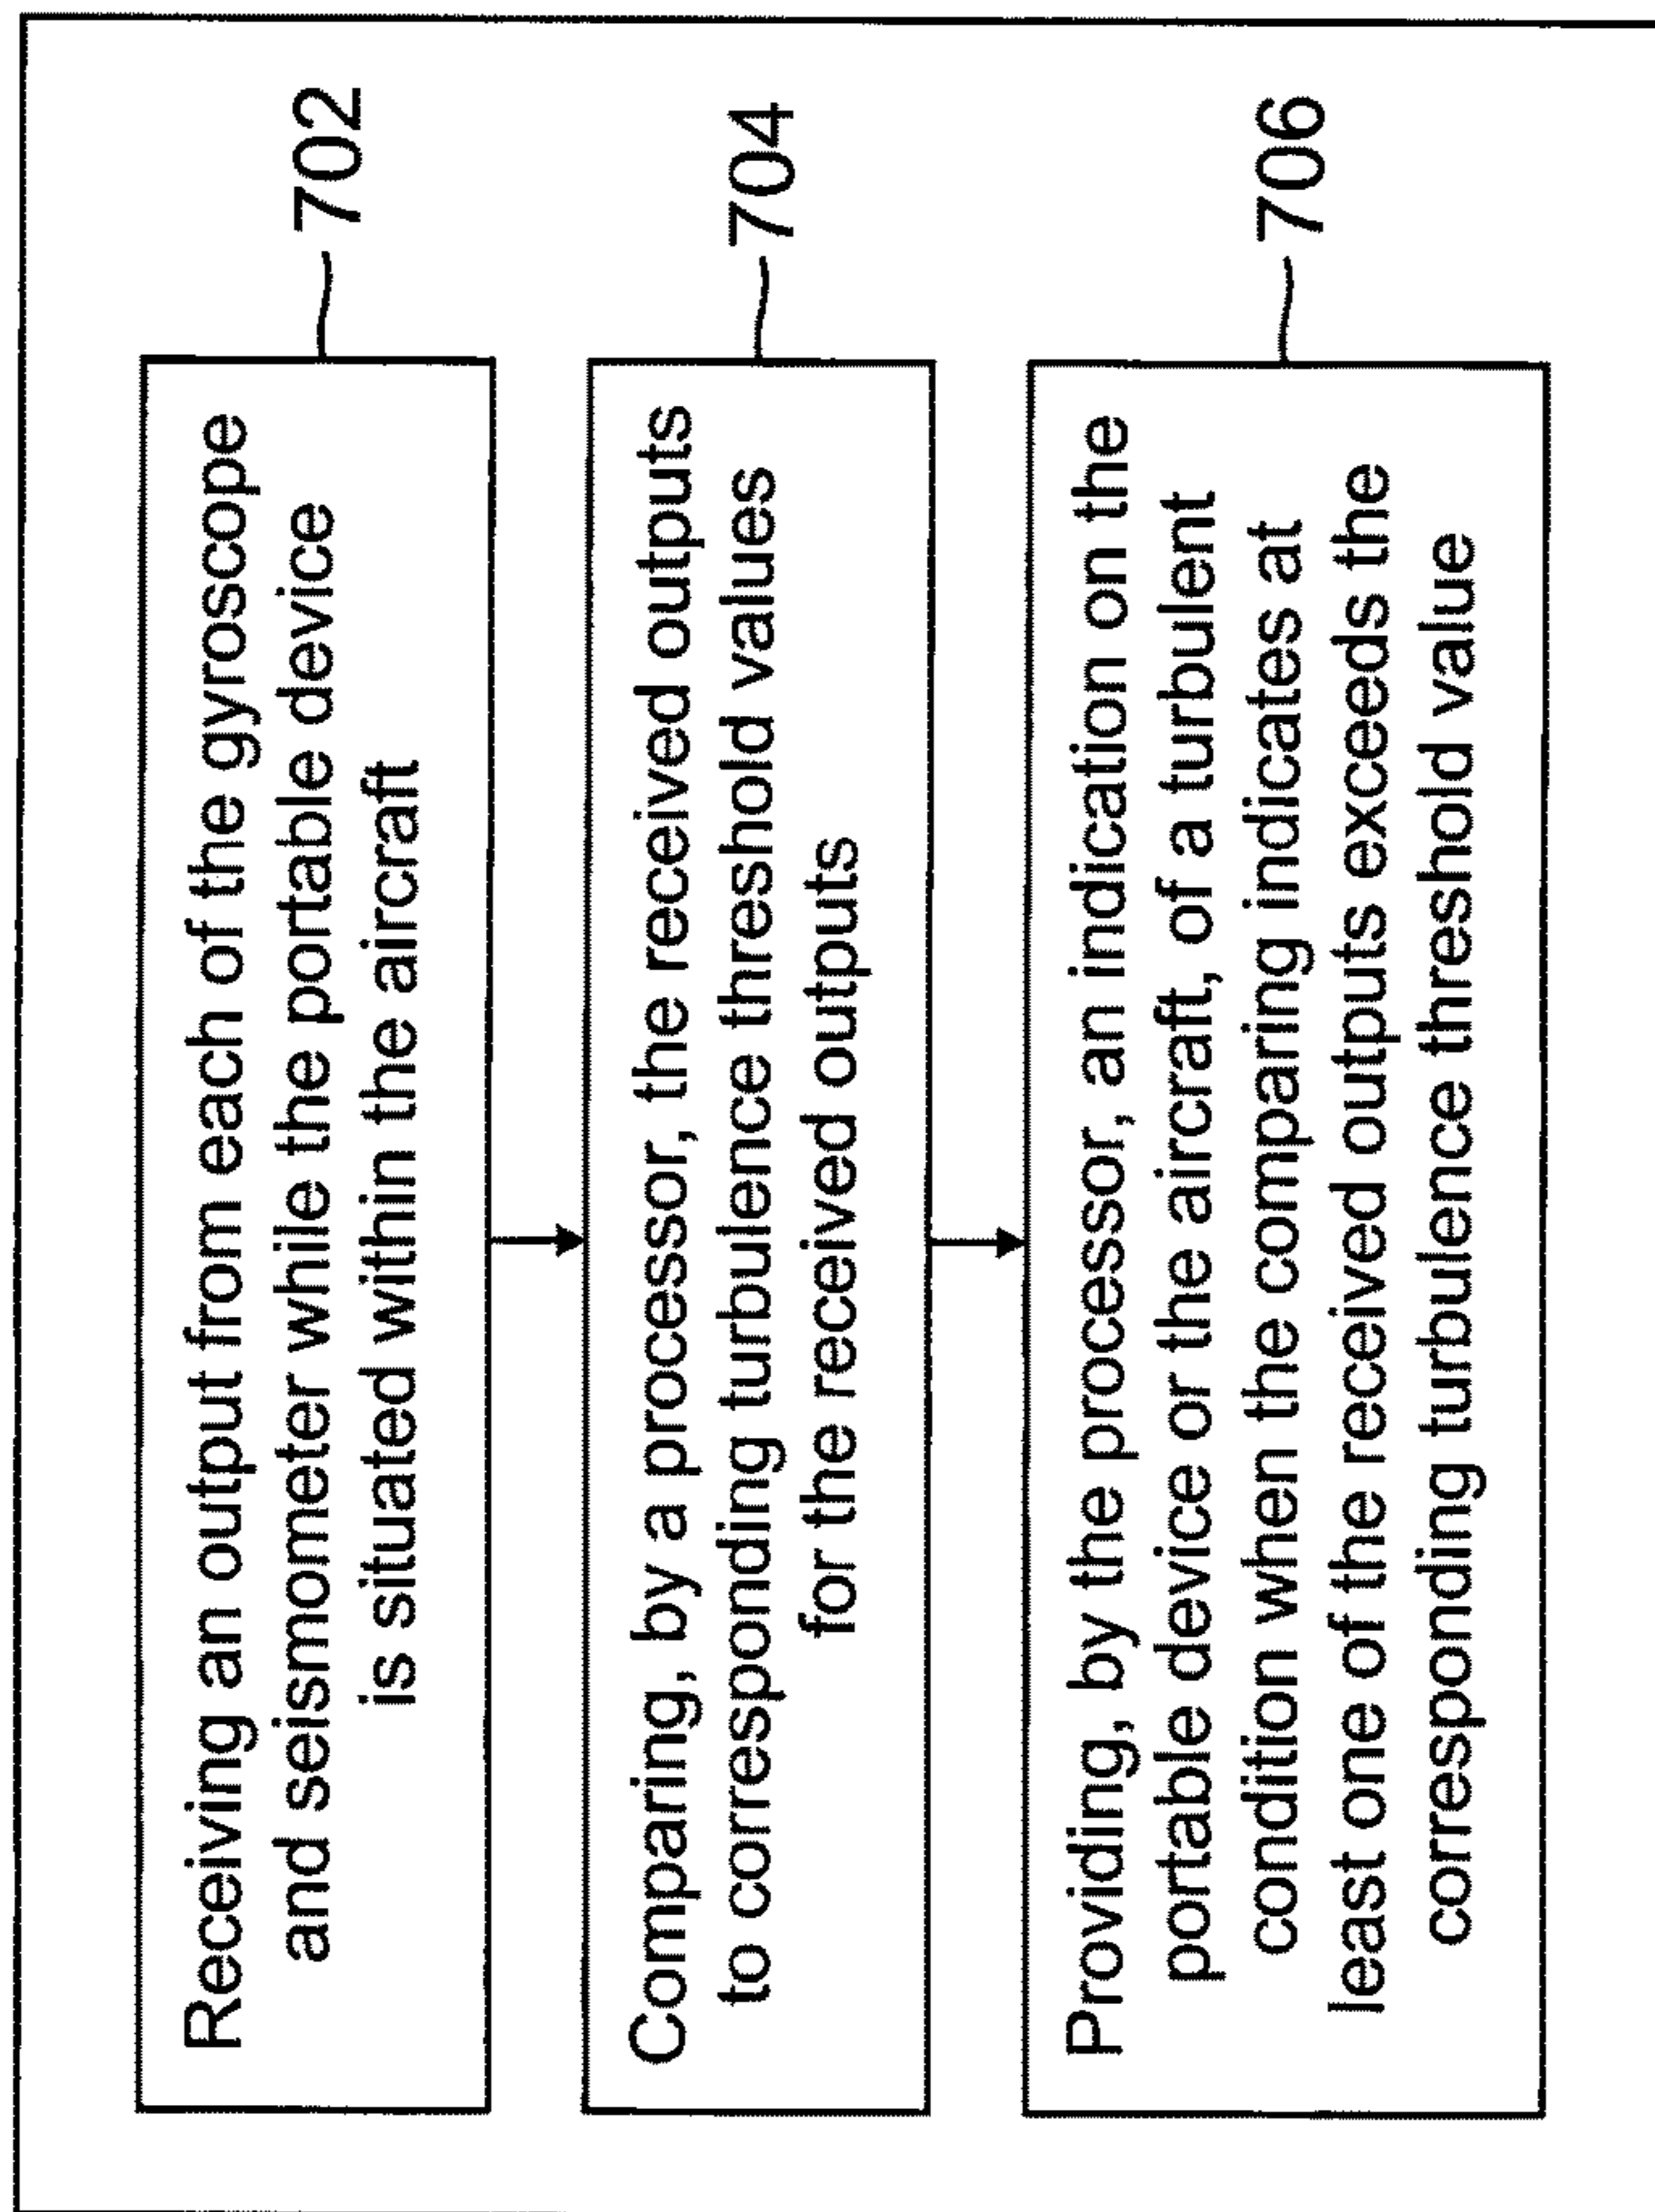 Receiving an output from each of the gyroscope
and seismometer while the portable device
is situated within the aircraft
702
Comparing, by a processor, the received outputs
to corresponding turbulence threshold values
for the received outputs
704
Providing, by the processor, an indication on the
portable device or the aircraft, of a turbulent
condition when the comparing indicates at
least one of the received outputs exceeds the
corresponding turbulence threshold value
706